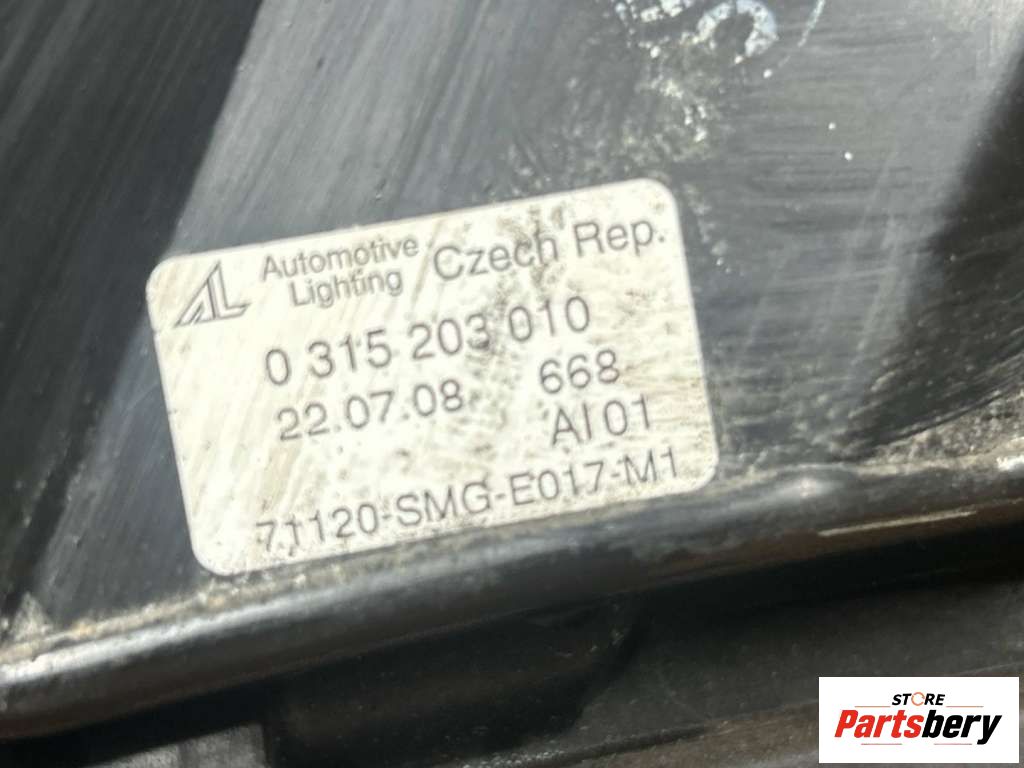 AL Automotive Lighting Czech Rep.
0 315 203 010
22.07.08 668
AI 01
71120-SMG-E017-M1
STORE
Partsbery